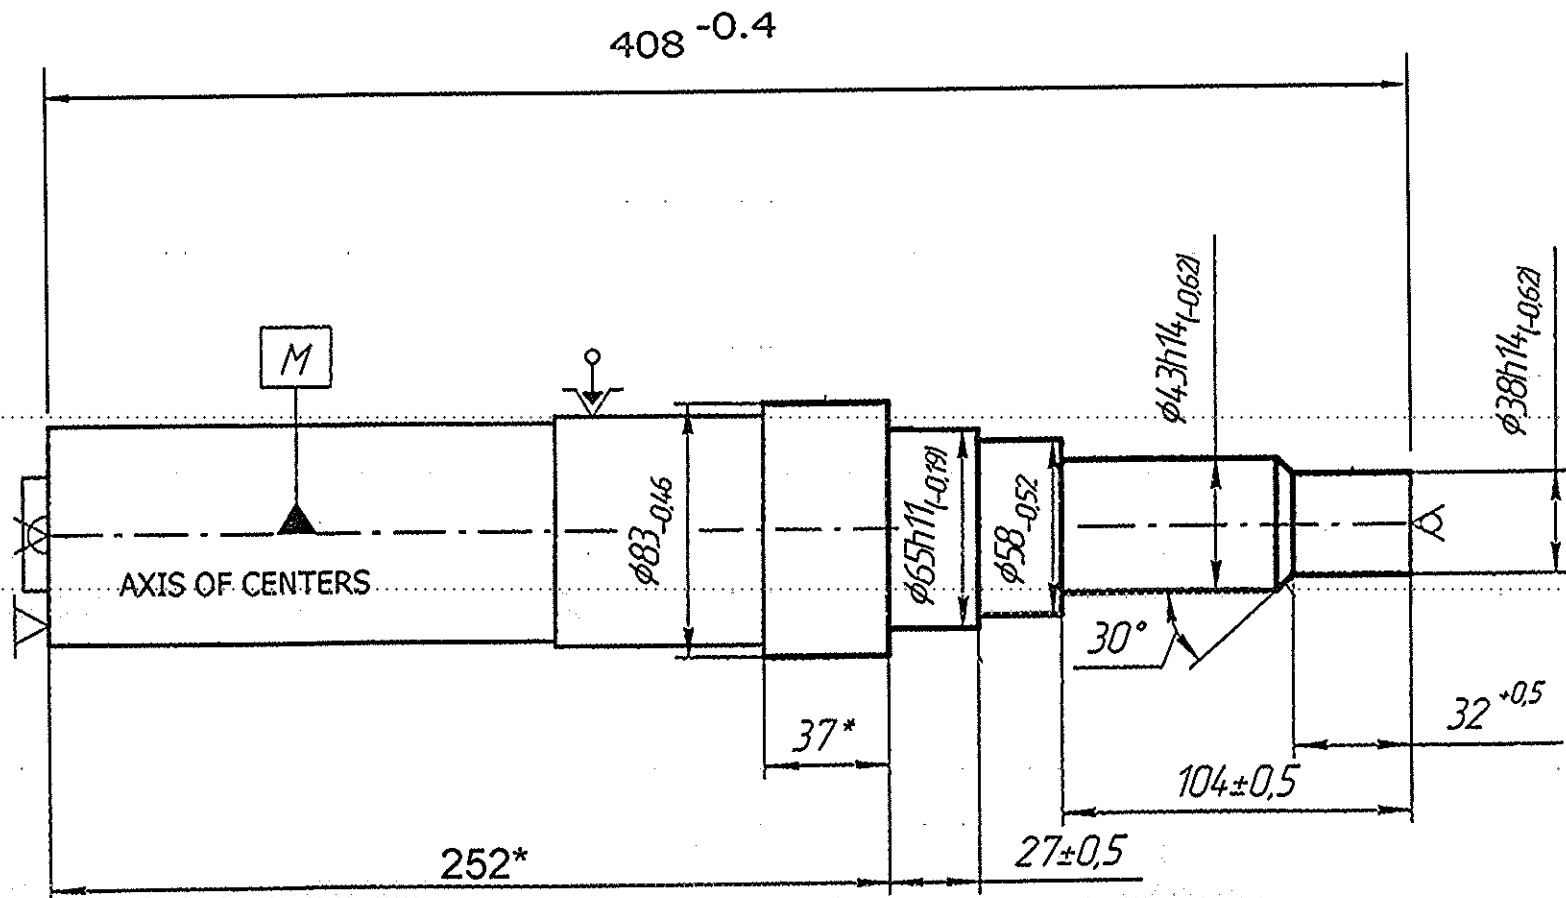 408 -0.4
M
φ43h14(-0,62)
φ38h14(-0,62)
φ83-0,46
φ65h11(-0,19)
φ58-0,52
AXIS OF CENTERS
30°
32 +0,5
37*
104±0,5
27±0,5
252*